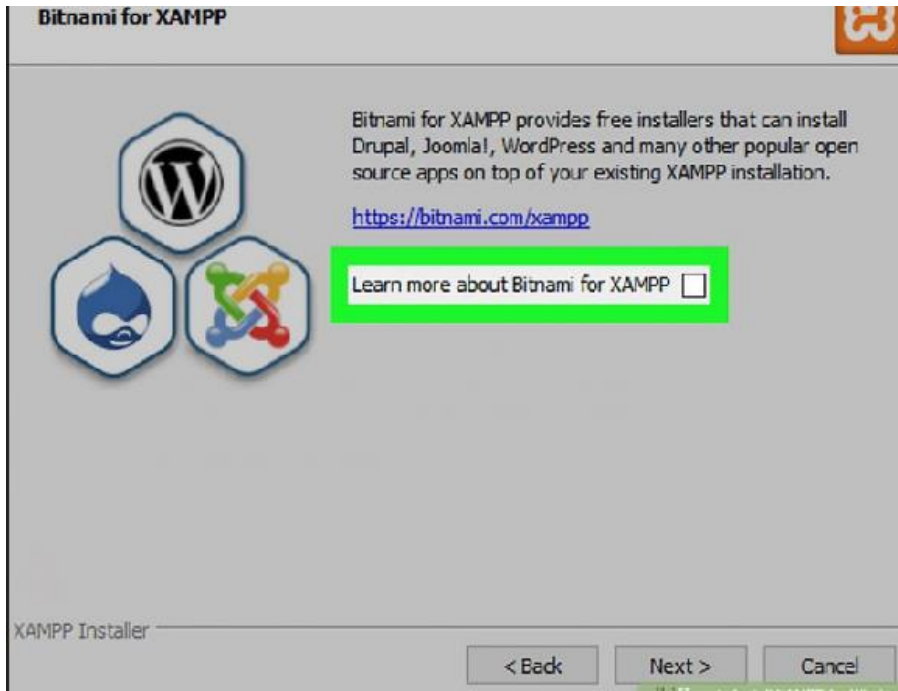 Bitnami for XAMPP
Bitnami for XAMPP provides free installers that can install
Drupal, Joomla!, WordPress and many other popular open
source apps on top of your existing XAMPP installation.
https://bitnami.com/xampp
Learn more about Bitnami for XAMPP
XAMPP Installer
< Back
Next >
Cancel